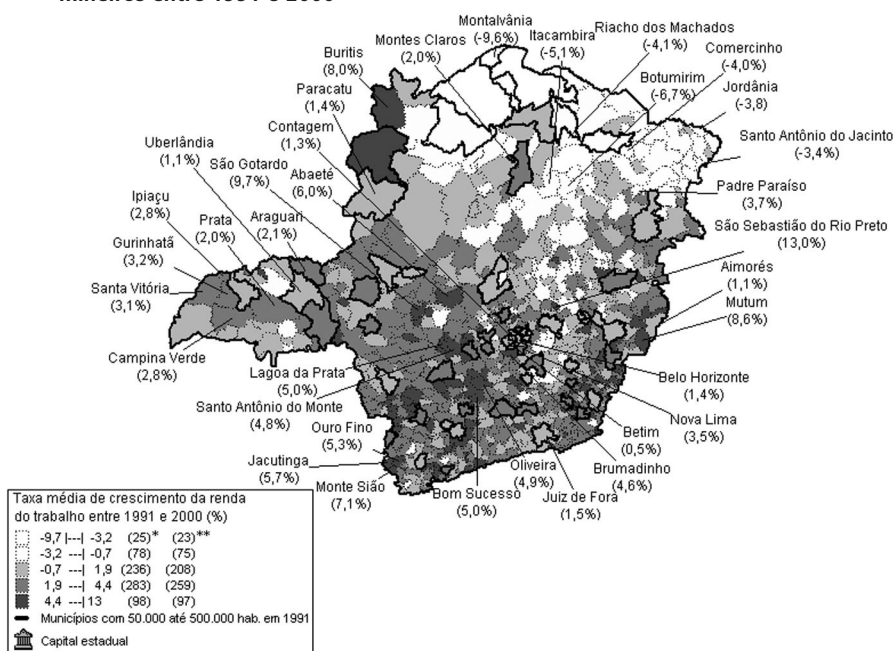 Montalvânia
(-9,6%)
Itacambira
(-5,1%)
Riacho dos Machados
(-4,1%)
Montes Claros
(2,0%)
Comercinho
(-4,0%)
Buritis
(8,0%)
Botumirim
(-6,7%)
Paracatu
(1,4%)
Jordânia
(-3,8)
Contagem
(1,3%)
Uberlândia
(1,1%)
Santo Antônio do Jacinto
(-3,4%)
São Gotardo
(9,7%)
Abaeté
(6,0%)
Padre Paraíso
(3,7%)
Ipiaçu
(2,8%)
Prata
(2,0%)
Araguari
(2,1%)
São Sebastião do Rio Preto
(13,0%)
Gurinhatã
(3,2%)
Aimorés
(1,1%)
Santa Vitória
(3,1%)
Mutum
(8,6%)
Campina Verde
(2,8%)
Lagoa da Prata
(5,0%)
Belo Horizonte
(1,4%)
Santo Antônio do Monte
(4,8%)
Nova Lima
(3,5%)
Ouro Fino
(5,3%)
Betim
(0,5%)
Jacutinga
(5,7%)
Oliveira
(4,9%)
Brumadinho
(4,6%)
Monte Sião
(7,1%)
Bom Sucesso
(5,0%)
Juiz de Fora
(1,5%)
Taxa média de crescimento da renda
do trabalho entre 1991 e 2000 (%)
-9,7 |---| -3,2 (25)* (23)**
-3,2 ---| -0,7 (78) (75)
-0,7 ---| 1,9 (236) (208)
1,9 ---| 4,4 (283) (259)
4,4 ---| 13 (98) (97)
Municípios com 50.000 até 500.000 hab. em 1991
Capital estadual